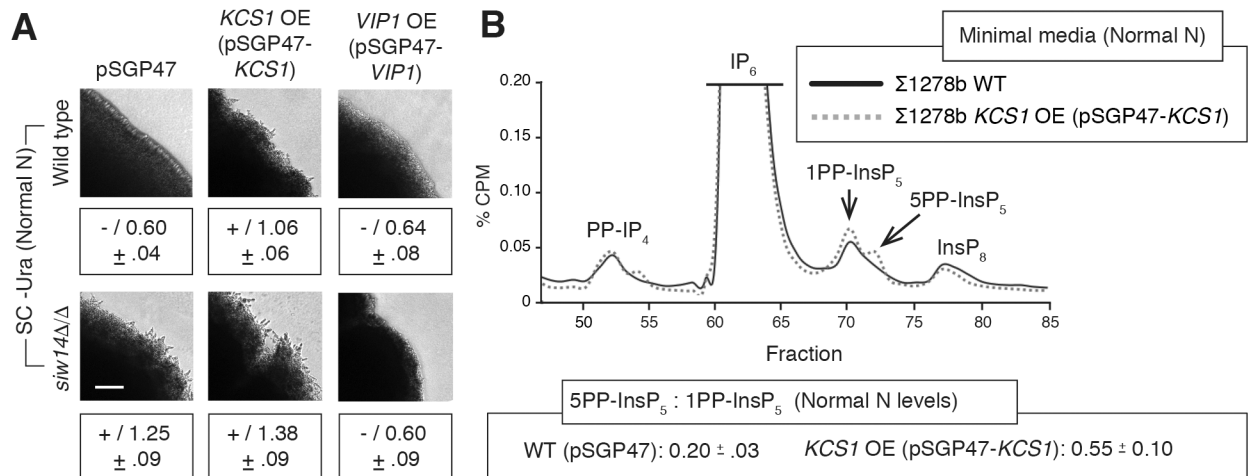 A
pSGP47
KCS1 OE
(pSGP47-
KCS1)
VIP1 OE
(pSGP47-
VIP1)
SC -Ura (Normal N)
Wild type
- / 0.60
± .04
+ / 1.06
± .06
- / 0.64
± .08
siw14Δ/Δ
+ / 1.25
± .09
+ / 1.38
± .09
- / 0.60
± .09
B
Minimal media (Normal N)
Σ1278b WT
Σ1278b KCS1 OE (pSGP47-KCS1)
% CPM
0.20
0.15
0.10
0.05
0
IP6
PP-IP4
1PP-InsP5
5PP-InsP5
InsP8
50 55 60 65 70 75 80 85
Fraction
5PP-InsP5 : 1PP-InsP5 (Normal N levels)
WT (pSGP47): 0.20 ± .03 KCS1 OE (pSGP47-KCS1): 0.55 ± 0.10